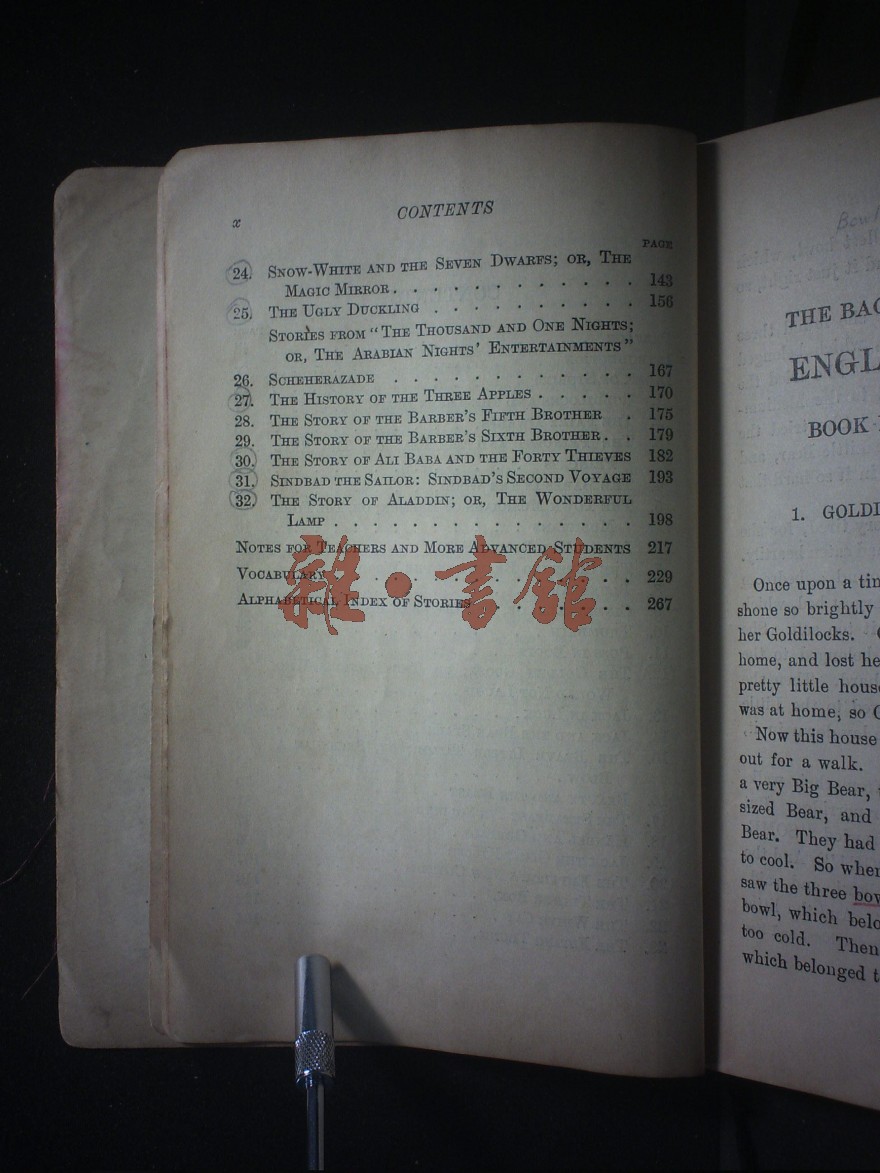 x
CONTENTS
PAGE
24. SNOW-WHITE AND THE SEVEN DWARFS; OR, THE
MAGIC MIRROR . . . . . . . . . . 143
25. THE UGLY DUCKLING . . . . . . . . . . 156
STORIES FROM "THE THOUSAND AND ONE NIGHTS;
OR, THE ARABIAN NIGHTS' ENTERTAINMENTS"
26. SCHEHERAZADE . . . . . . . . . . . 167
27. THE HISTORY OF THE THREE APPLES . . . . . 170
28. THE STORY OF THE BARBER'S FIFTH BROTHER . 175
29. THE STORY OF THE BARBER'S SIXTH BROTHER . . 179
30. THE STORY OF ALI BABA AND THE FORTY THIEVES 182
31. SINDBAD THE SAILOR: SINDBAD'S SECOND VOYAGE 193
32. THE STORY OF ALADDIN; OR, THE WONDERFUL
LAMP . . . . . . . . . . . . . . . . 198
NOTES FOR TEACHERS AND MORE ADVANCED STUDENTS 217
VOCABULARY . . . . . . . . . . . . 229
ALPHABETICAL INDEX OF STORIES . . . . . . . 267
雜·書館
THE
BOOK
1. GOLDI
Once upon a
shone so brightly
her Goldilocks.
home, and lost
pretty little
was at home, so
Now this house
out for a walk.
a very Big Bear,
sized Bear, and
Bear. They had
to cool. So
saw the three
bowl, which
too cold. Then
which belonged